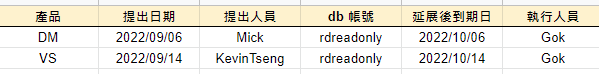 產品 提出日期 提出人員 db 帳號 延展後到期日 執行人員
DM 2022/09/06 Mick rdreadonly 2022/10/06 Gok
VS 2022/09/14 KevinTseng rdreadonly 2022/10/14 Gok